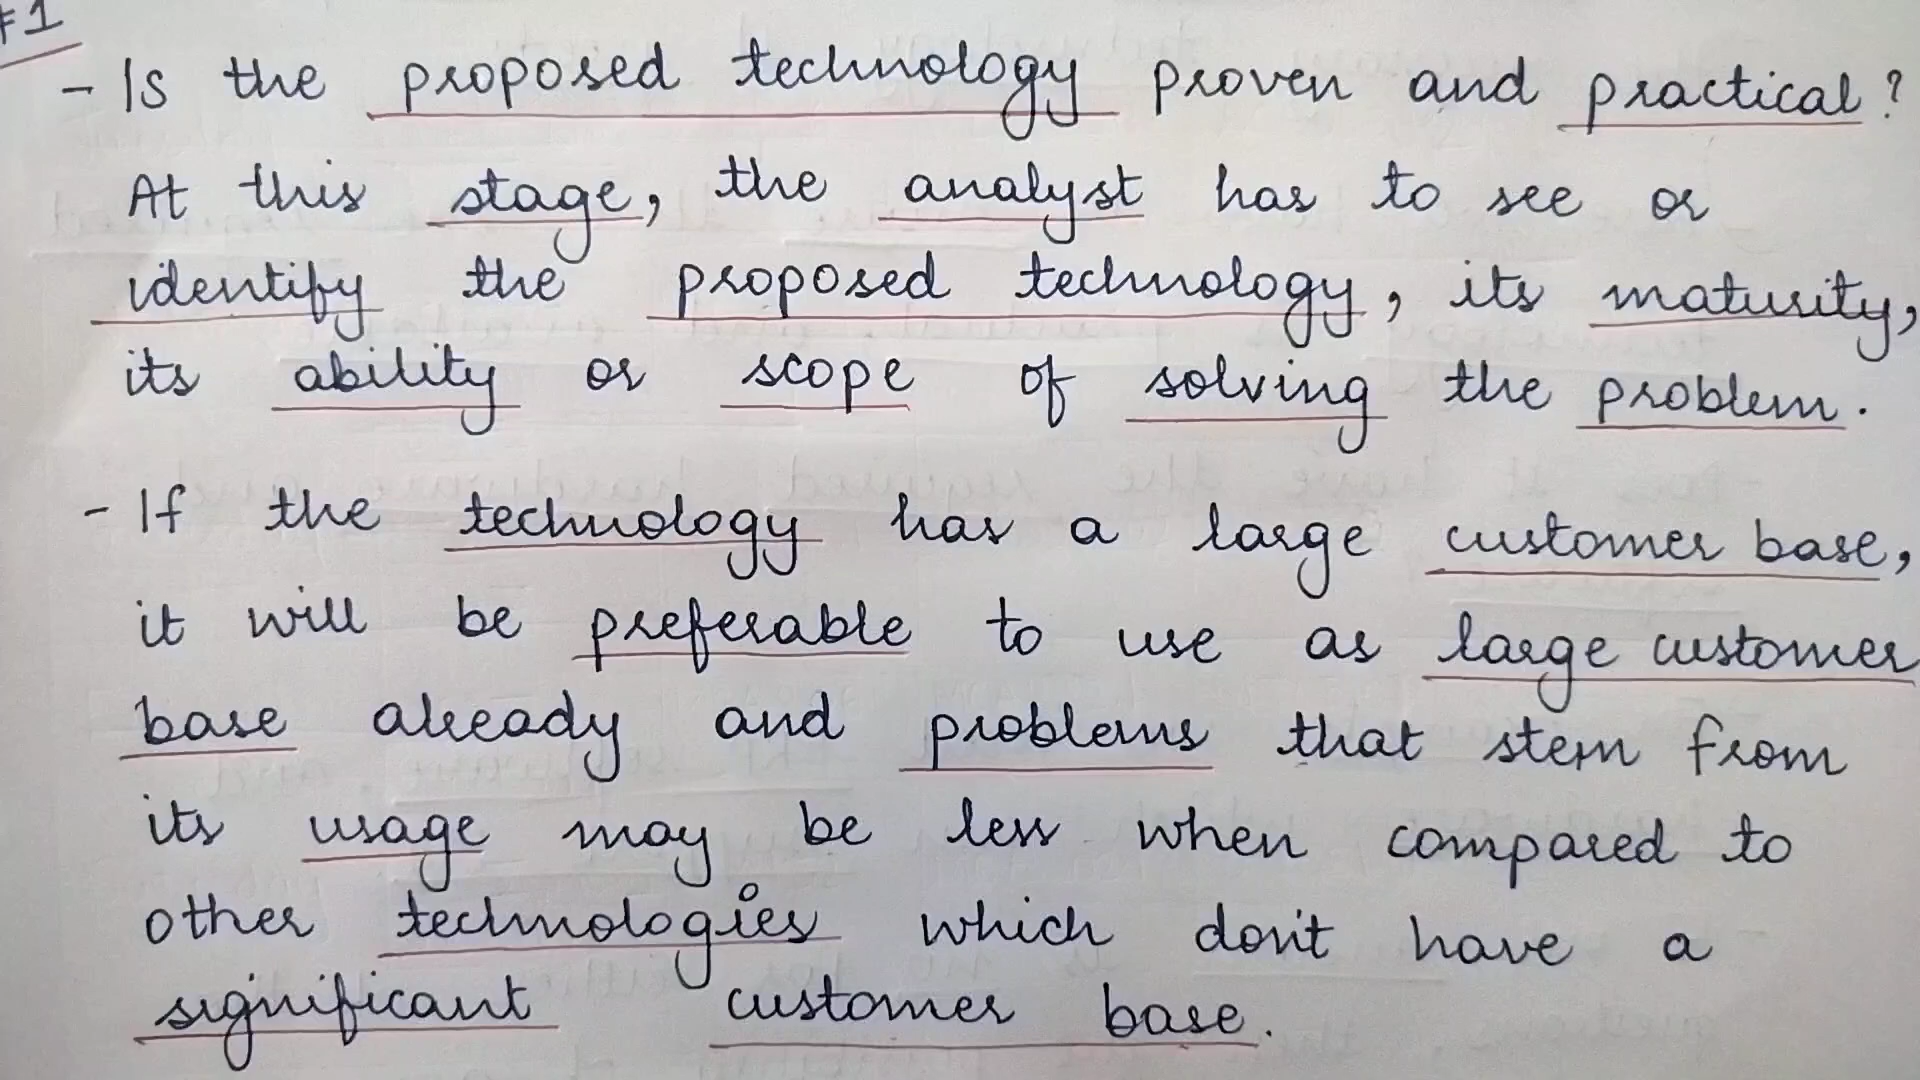 #1
- Is the proposed technology proven and practical?
At this stage, the analyst has to see or
identify the proposed technology, its maturity,
its ability or scope of solving the problem.
- If the technology has a large customer base,
it will be preferable to use as large customer
base already and problems that stem from
its usage may be less when compared to
other technologies which don't have a
significant customer base.